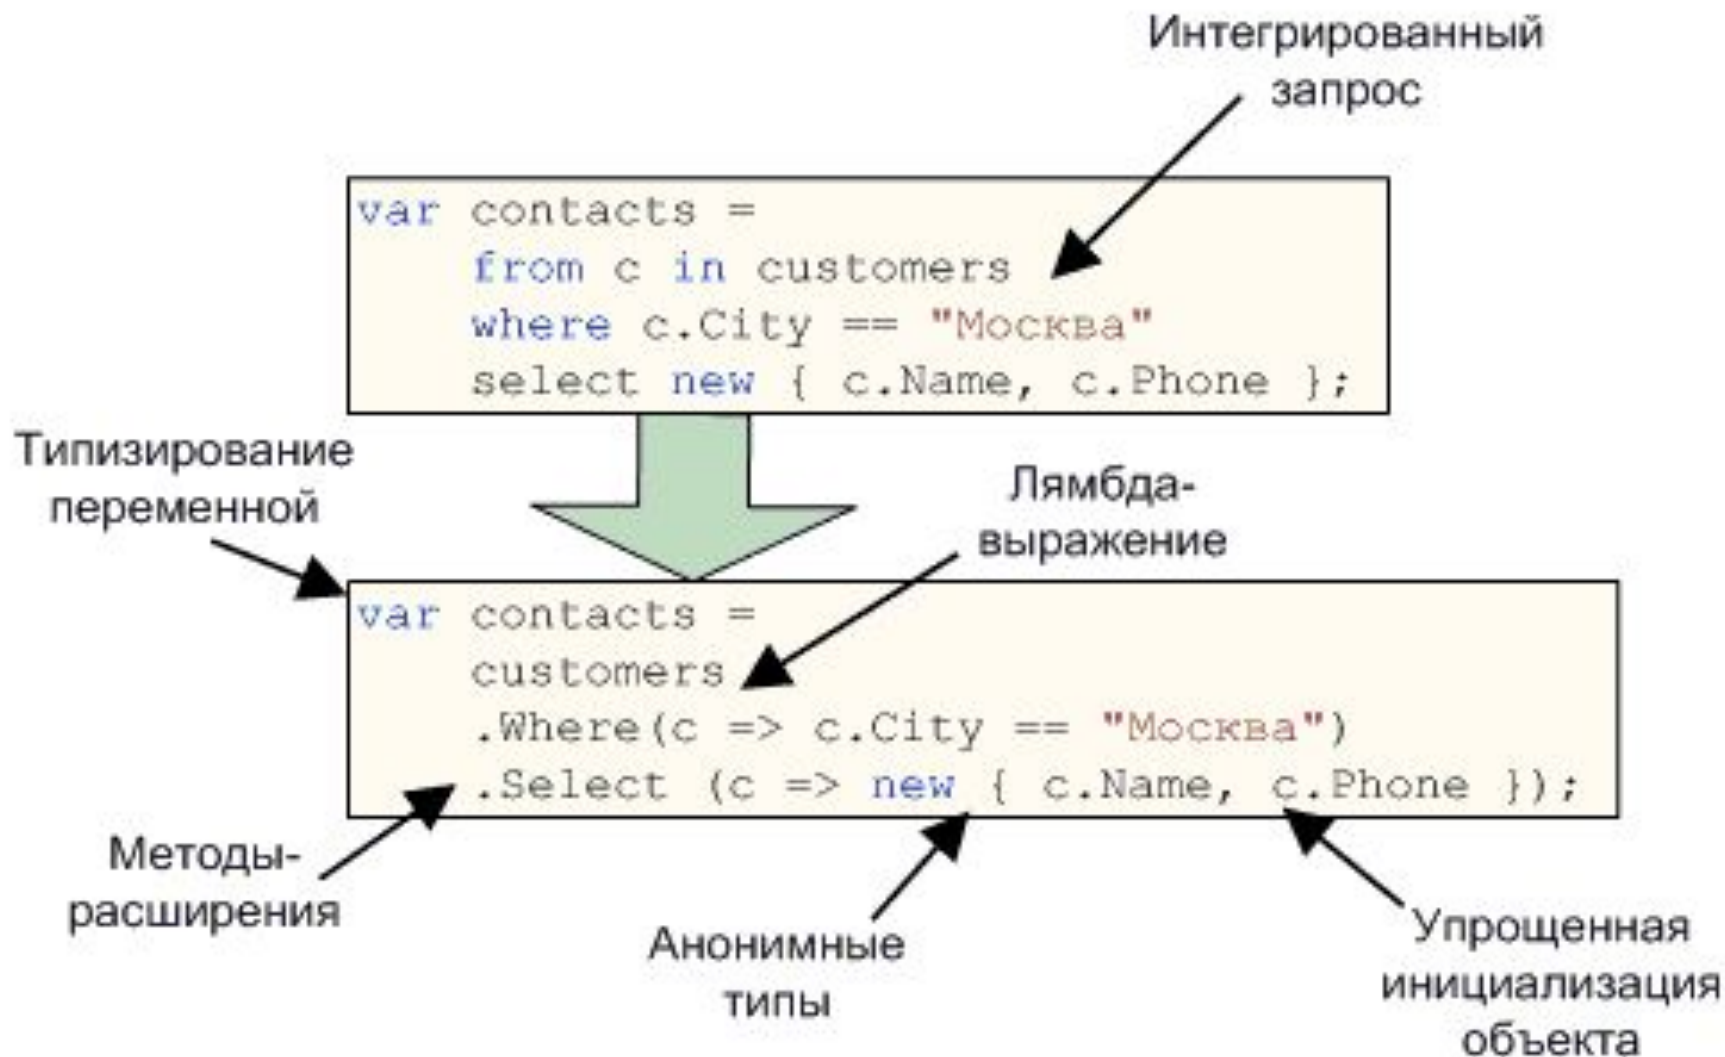 Интегрированный
запрос
var contacts =
from c in customers
where c.City == "Москва"
select new { c.Name, c.Phone };
Типизирование
переменной
Лямбда-
выражение
var contacts =
customers
.Where(c => c.City == "Москва")
.Select (c => new { c.Name, c.Phone });
Методы-
расширения
Анонимные
типы
Упрощенная
инициализация
объекта